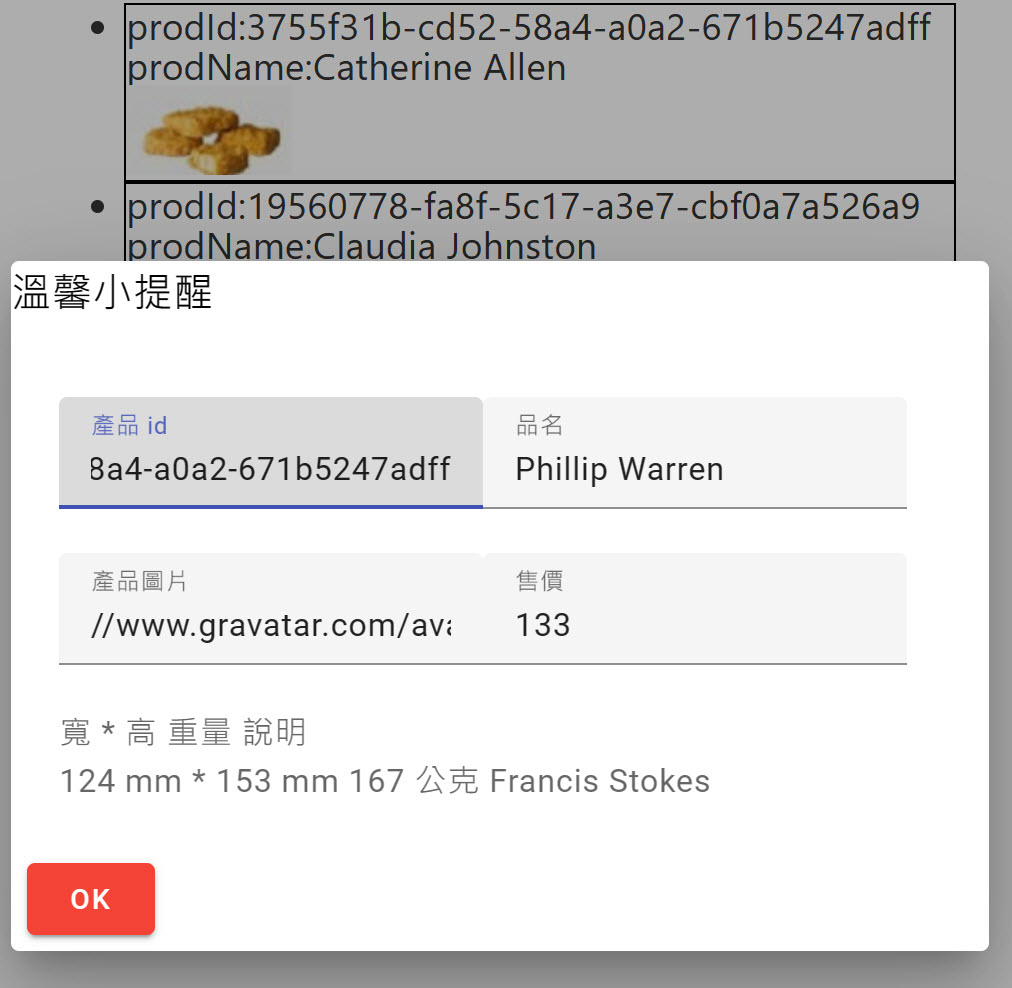 prodId:3755f31b-cd52-58a4-a0a2-671b5247adff
prodName:Catherine Allen
prodId:19560778-fa8f-5c17-a3e7-cbf0a7a526a9
prodName:Claudia Johnston
溫馨小提醒
產品 id 品名
8a4-a0a2-671b5247adff Phillip Warren
產品圖片 售價
//www.gravatar.com/ava 133
寬 * 高 重量 說明
124 mm * 153 mm 167 公克 Francis Stokes
OK